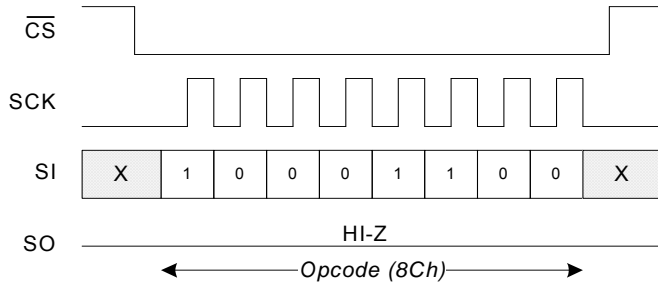 CS
SCK
SI X 1 0 0 0 1 1 0 0 X
SO HI-Z
Opcode (8Ch)